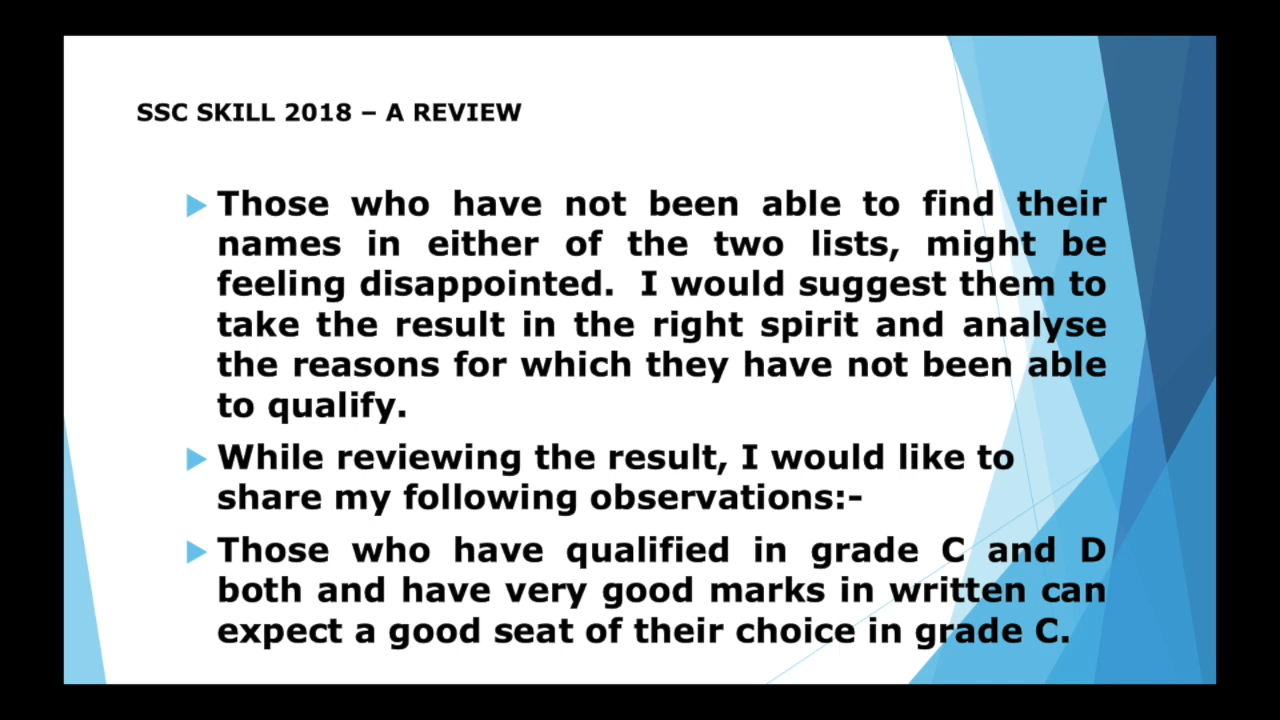 SSC SKILL 2018 – A REVIEW
Those who have not been able to find their
names in either of the two lists, might be
feeling disappointed. I would suggest them to
take the result in the right spirit and analyse
the reasons for which they have not been able
to qualify.
While reviewing the result, I would like to
share my following observations:-
Those who have qualified in grade C and D
both and have very good marks in written can
expect a good seat of their choice in grade C.